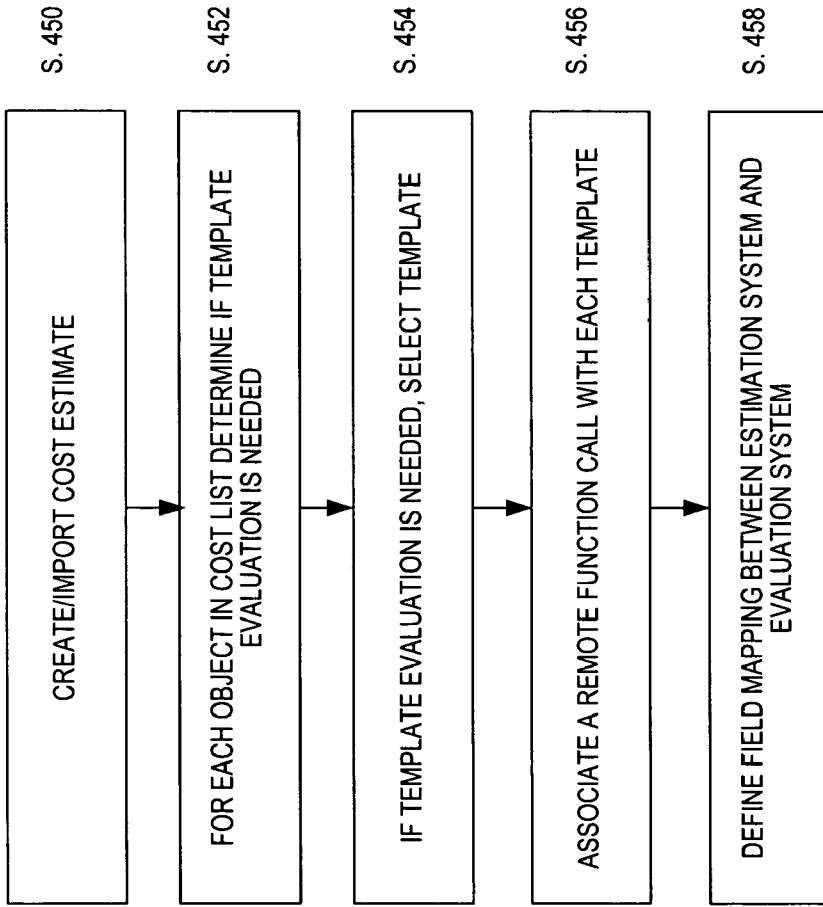 CREATE/IMPORT COST ESTIMATE
S. 450
FOR EACH OBJECT IN COST LIST DETERMINE IF TEMPLATE
EVALUATION IS NEEDED
S. 452
IF TEMPLATE EVALUATION IS NEEDED, SELECT TEMPLATE
S. 454
ASSOCIATE A REMOTE FUNCTION CALL WITH EACH TEMPLATE
S. 456
DEFINE FIELD MAPPING BETWEEN ESTIMATION SYSTEM AND
EVALUATION SYSTEM
S. 458